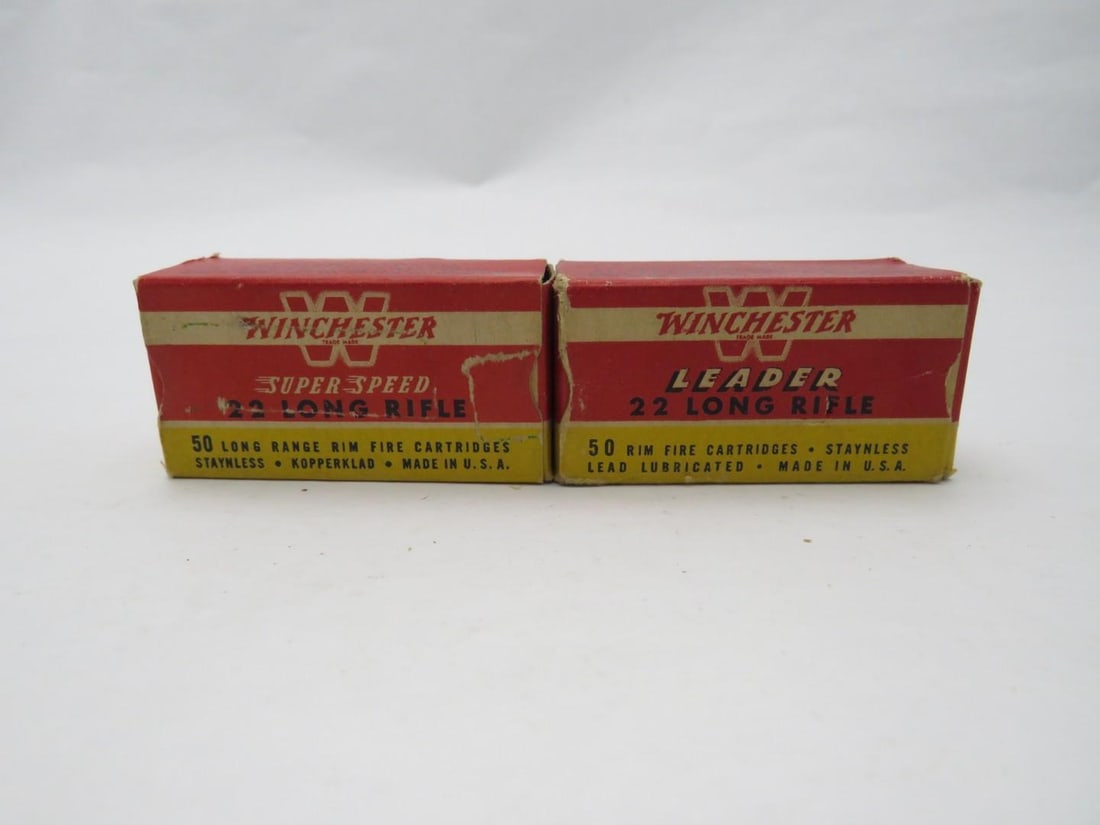 WINCHESTER
TRADE MARK
SUPER SPEED
22 LONG RIFLE
50 LONG RANGE RIM FIRE CARTRIDGES
STAYNLESS • KOPPERKLAD • MADE IN U.S.A.
WINCHESTER
TRADE MARK
LEADER
22 LONG RIFLE
50 RIM FIRE CARTRIDGES • STAYNLESS
LEAD LUBRICATED • MADE IN U.S.A.